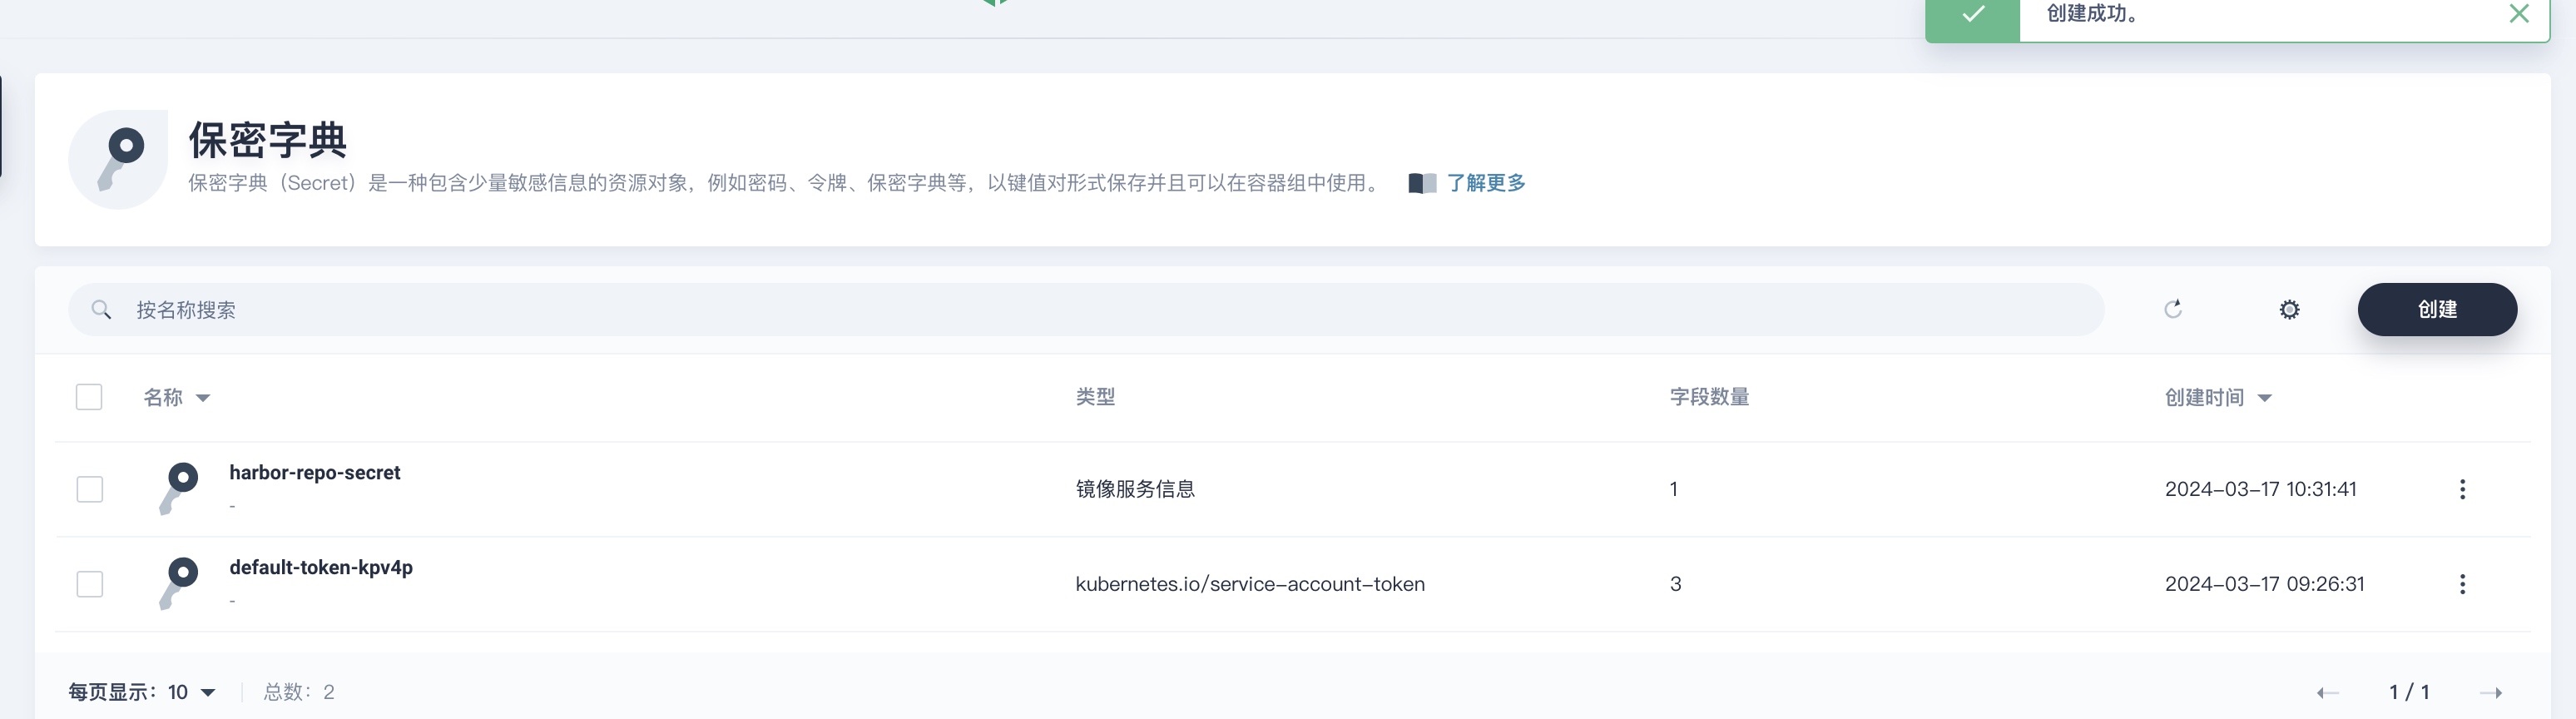 创建成功。
保密字典
保密字典（Secret）是一种包含少量敏感信息的资源对象，例如密码、令牌、保密字典等，以键值对形式保存并且可以在容器组中使用。 了解更多
按名称搜索 创建
名称 类型 字段数量 创建时间
harbor-repo-secret 镜像服务信息 1 2024-03-17 10:31:41
-
default-token-kpv4p kubernetes.io/service-account-token 3 2024-03-17 09:26:31
-
每页显示：10 总数：2 1 / 1